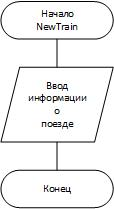 Начало
NewTrain
Ввод
информации
о
поезде
Конец